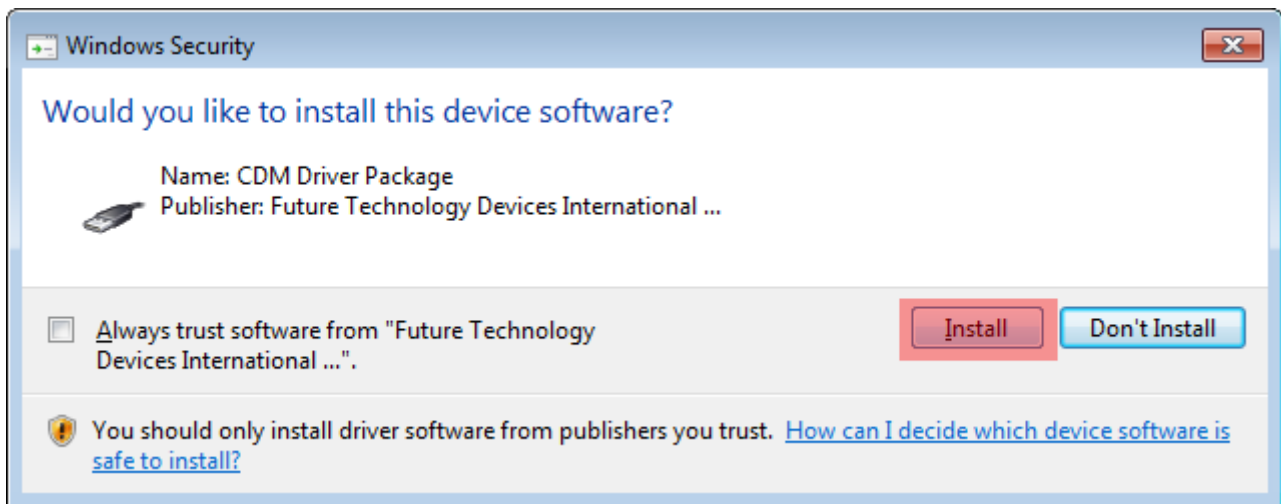 Windows Security
Would you like to install this device software?
Name: CDM Driver Package
Publisher: Future Technology Devices International ...
Always trust software from "Future Technology
Devices International ...".
Install
Don't Install
You should only install driver software from publishers you trust. How can I decide which device software is
safe to install?